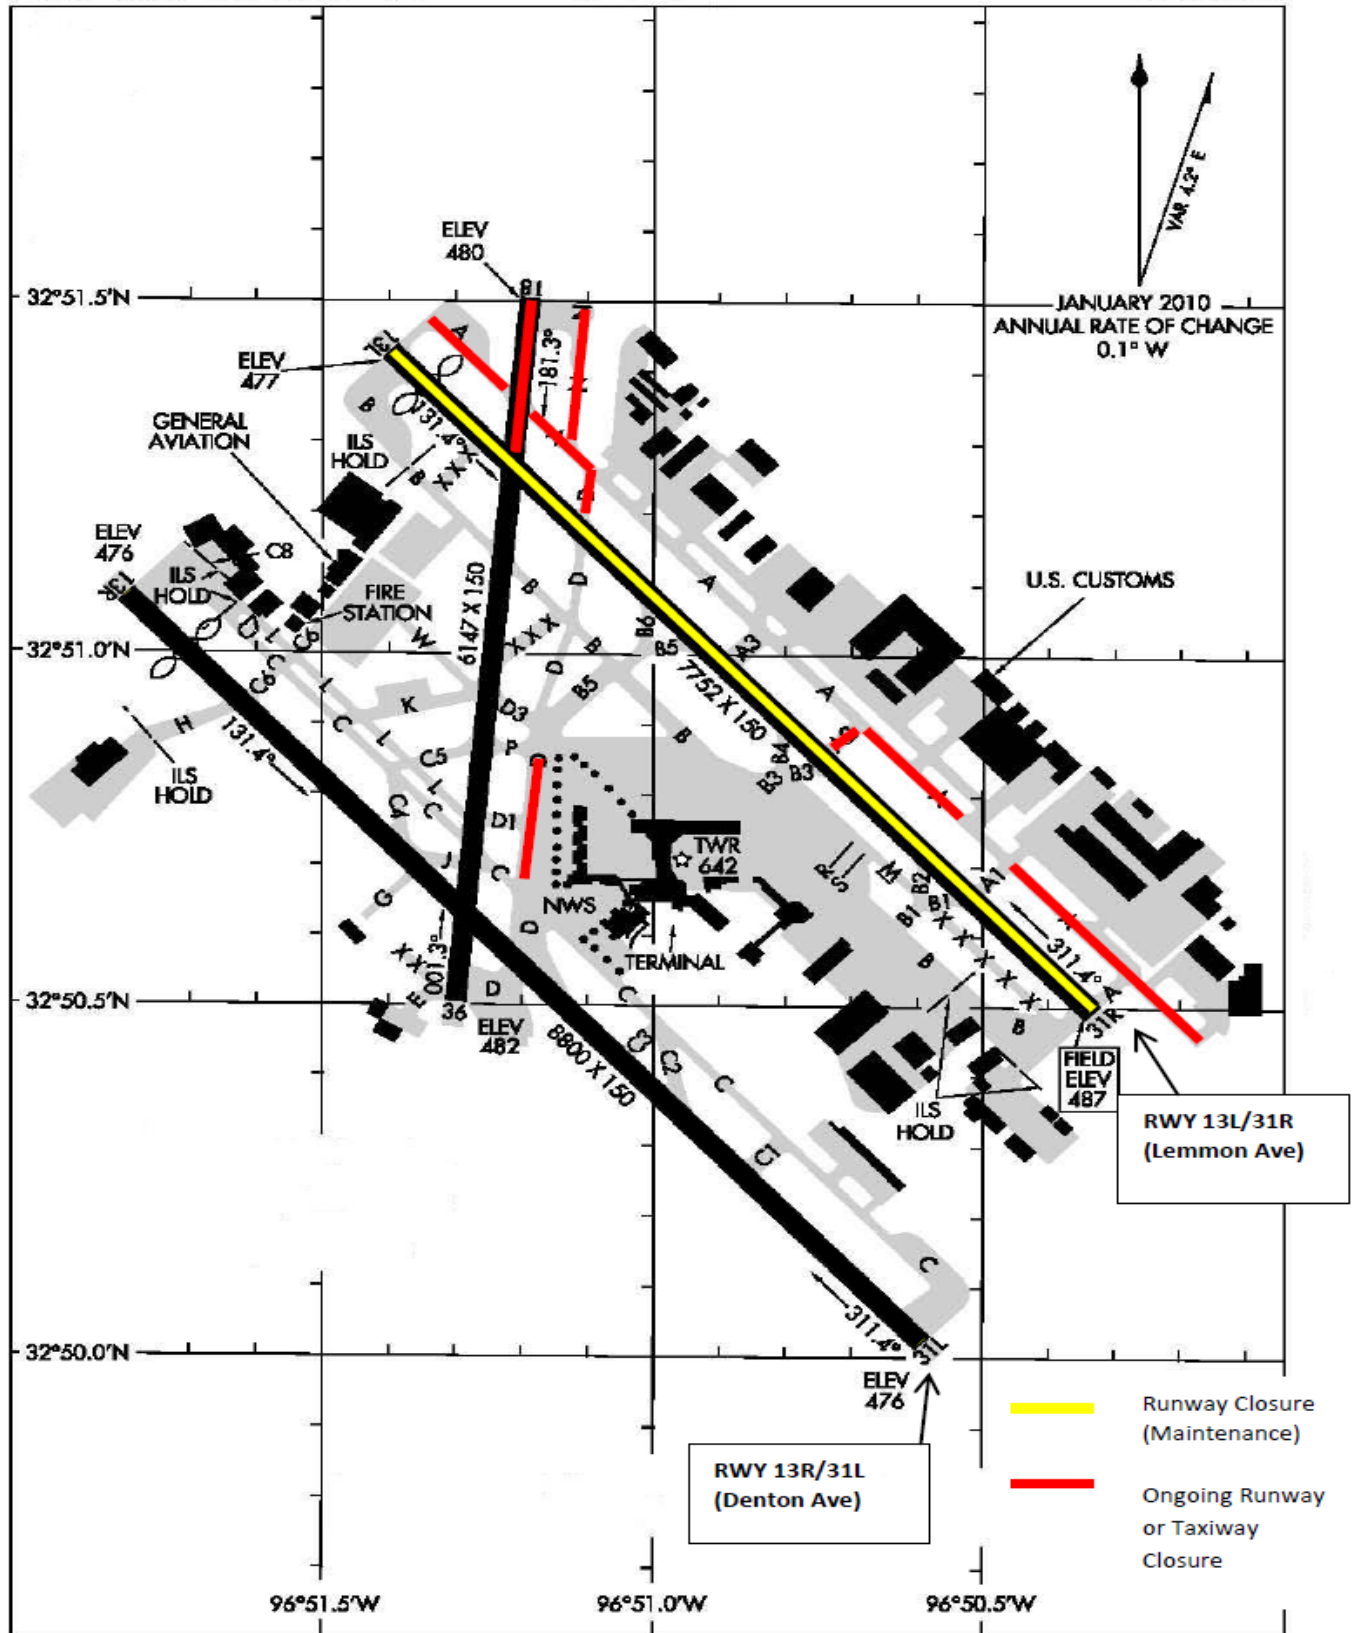 VAR 4.2° E
JANUARY 2010
ANNUAL RATE OF CHANGE
0.1° W
ELEV
480
18
32°51.5'N
13L
ELEV
477
A
181.3°
B
131.4°
GENERAL
AVIATION
ILS
HOLD
B
X X X
ELEV
476
C8
13R
ILS
HOLD
FIRE
STATION
6147 X 150
B
D
A
U.S. CUSTOMS
32°51.0'N
L
C
C6
W
X X X
D
B
B6
B5
A3
7752 X 150
C6
L
K
B5
A
H
131.4°
C
L
D3
P
B
ILS
HOLD
C5
L
C
C4
B4
B3
B3
D1
TWR
642
J
C
R
S
M
B2
B1
B1
A1
G
NWS
X X X X X X
311.4°
D
TERMINAL
X X
E
001.3°
B
32°50.5'N
36
D
C
B
A
31R
ELEV
482
FIELD
ELEV
487
8800 X 150
C3
C2
C
ILS
HOLD
RWY 13L/31R
(Lemmon Ave)
C1
C
311.4°
31L
32°50.0'N
ELEV
476
Runway Closure
(Maintenance)
RWY 13R/31L
(Denton Ave)
Ongoing Runway
or Taxiway
Closure
96°51.5'W
96°51.0'W
96°50.5'W